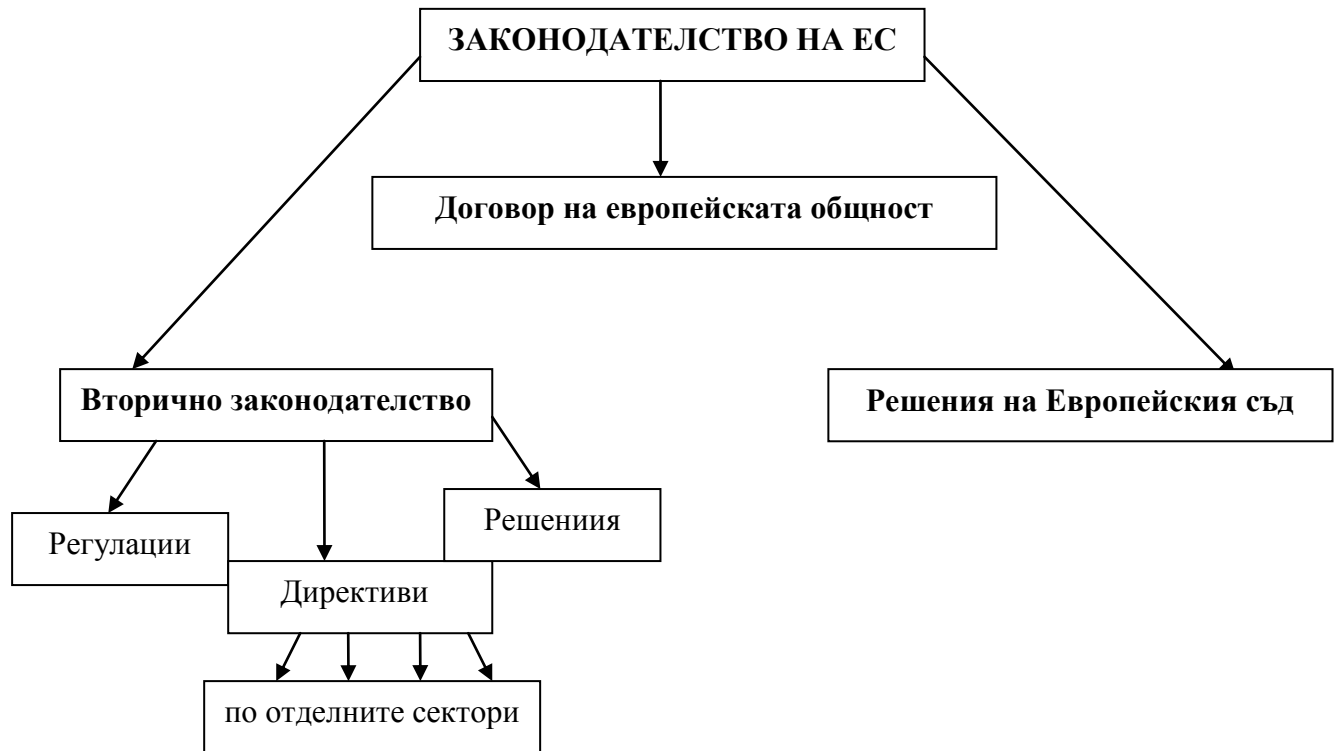 ЗАКОНОДАТЕЛСТВО НА ЕС
Договор на европейската общност
Вторично законодателство
Решения на Европейския съд
Регулации
Решениия
Директиви
по отделните сектори